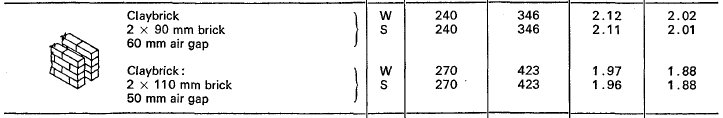 Claybrick W 240 346 2.12 2.02
2 × 90 mm brick S 240 346 2.11 2.01
60 mm air gap
Claybrick: W 270 423 1.97 1.88
2 × 110 mm brick S 270 423 1.96 1.88
50 mm air gap